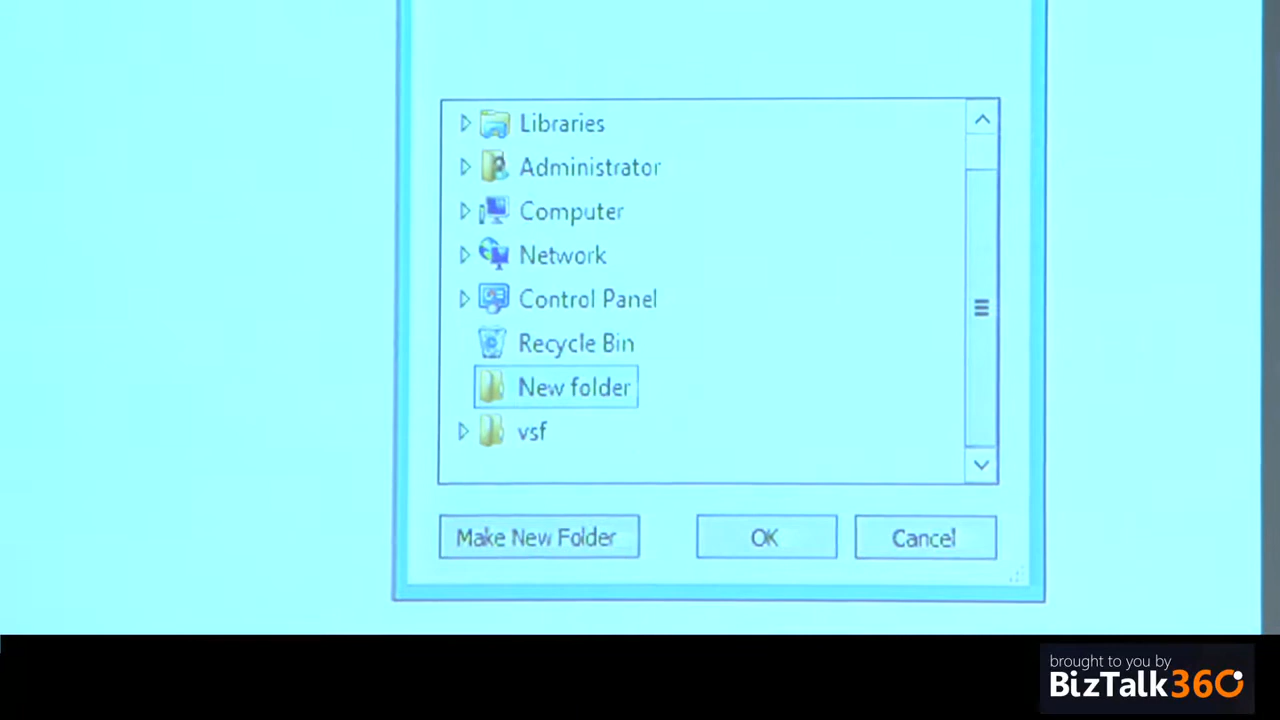 Libraries
Administrator
Computer
Network
Control Panel
Recycle Bin
New folder
vsf
Make New Folder OK Cancel
brought to you by
BizTalk360